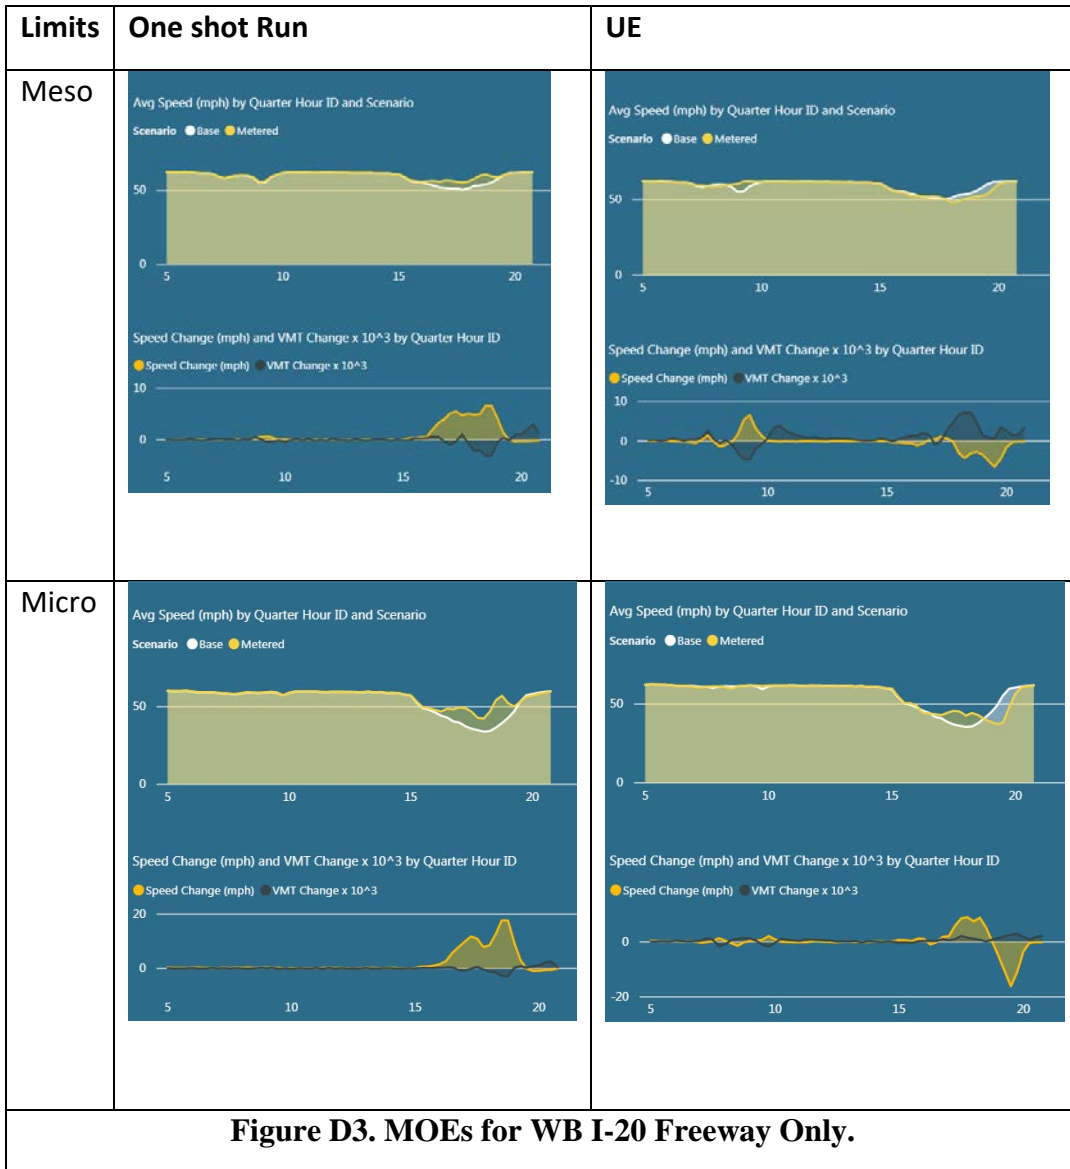 Limits One shot Run UE
Meso
Avg Speed (mph) by Quarter Hour ID and Scenario
Scenario Base Metered
50
0
5 10 15 20
Speed Change (mph) and VMT Change x 10^3 by Quarter Hour ID
Speed Change (mph) VMT Change x 10^3
10
0
5 10 15 20
Avg Speed (mph) by Quarter Hour ID and Scenario
Scenario Base Metered
50
0
5 10 15 20
Speed Change (mph) and VMT Change x 10^3 by Quarter Hour ID
Speed Change (mph) VMT Change x 10^3
10
0
-10
5 10 15 20
Micro
Avg Speed (mph) by Quarter Hour ID and Scenario
Scenario Base Metered
50
0
5 10 15 20
Speed Change (mph) and VMT Change x 10^3 by Quarter Hour ID
Speed Change (mph) VMT Change x 10^3
20
0
5 10 15 20
Avg Speed (mph) by Quarter Hour ID and Scenario
Scenario Base Metered
50
0
5 10 15 20
Speed Change (mph) and VMT Change x 10^3 by Quarter Hour ID
Speed Change (mph) VMT Change x 10^3
0
-20
5 10 15 20
Figure D3. MOEs for WB I-20 Freeway Only.